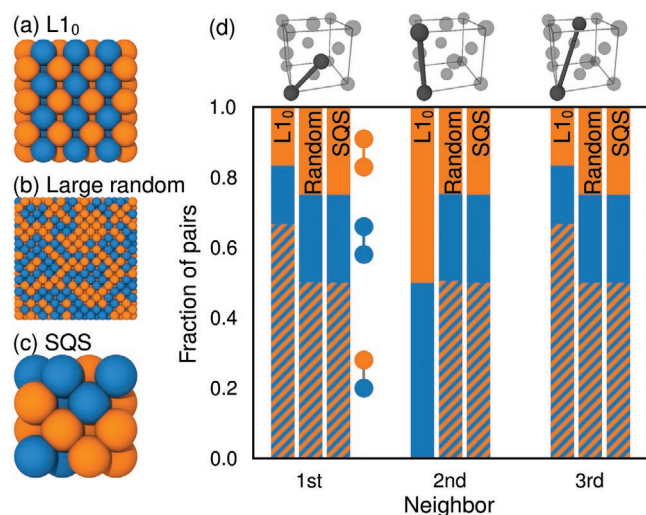 (a) L1₀
(b) Large random
(c) SQS
(d)
Fraction of pairs
1.0
0.8
0.6
0.4
0.2
0.0
L1₀
Random
SQS
L1₀
Random
SQS
L1₀
Random
SQS
1st
2nd
3rd
Neighbor